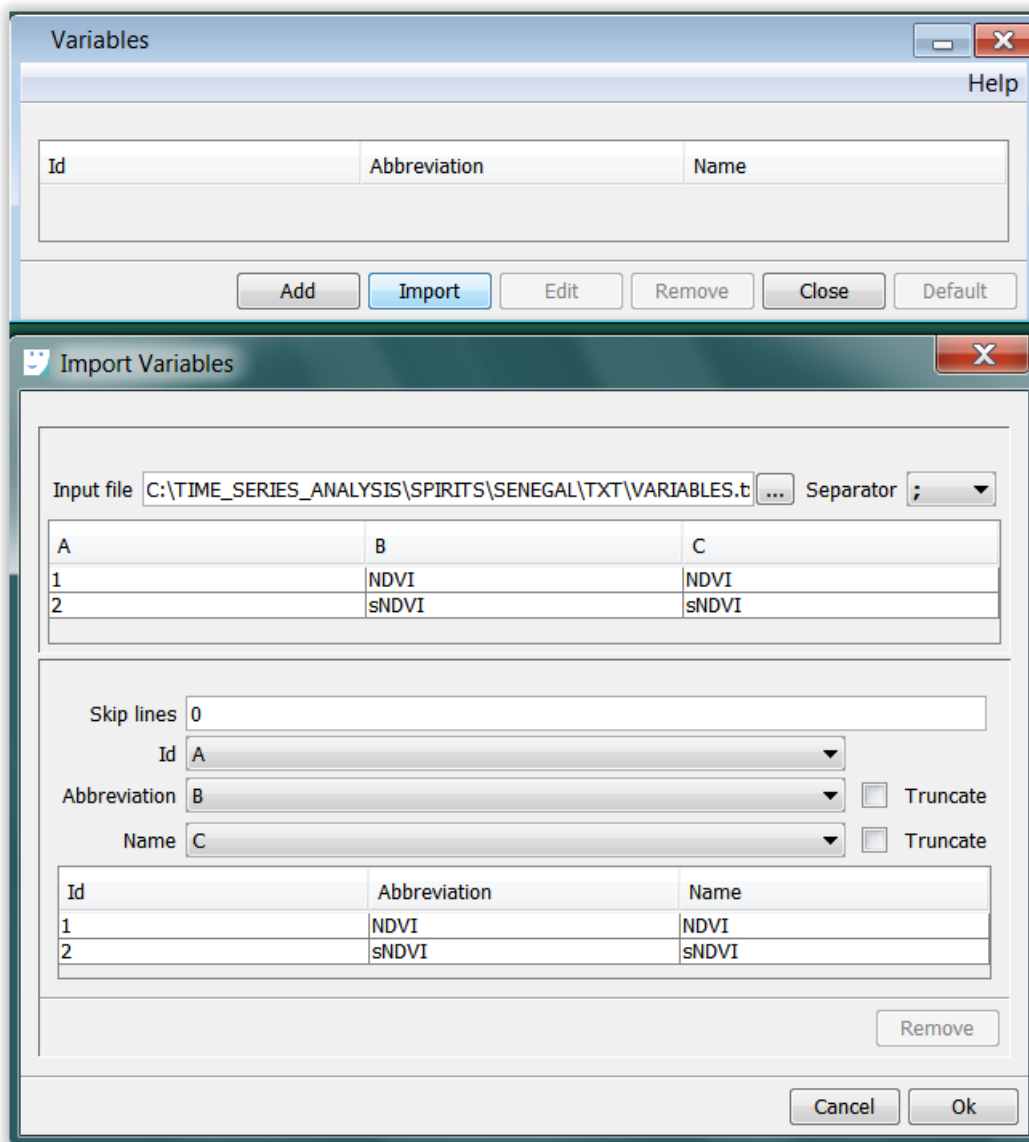 Variables
Help
Id Abbreviation Name
Add Import Edit Remove Close Default
Import Variables
Input file C:\TIME_SERIES_ANALYSIS\SPIRITS\SENEGAL\TXT\VARIABLES.t ... Separator ;
A B C
1 NDVI NDVI
2 sNDVI sNDVI
Skip lines 0
Id A
Abbreviation B Truncate
Name C Truncate
Id Abbreviation Name
1 NDVI NDVI
2 sNDVI sNDVI
Remove
Cancel Ok